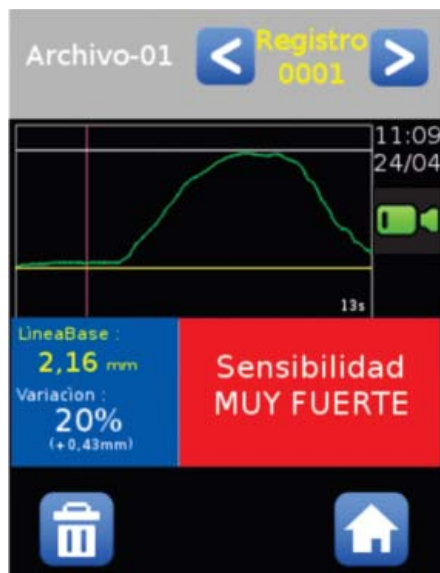 Archivo-01
Registro
0001
11:09
24/04
13s
LineaBase :
2,16 mm
Variaciòn :
20%
(+0,43mm)
Sensibilidad
MUY FUERTE